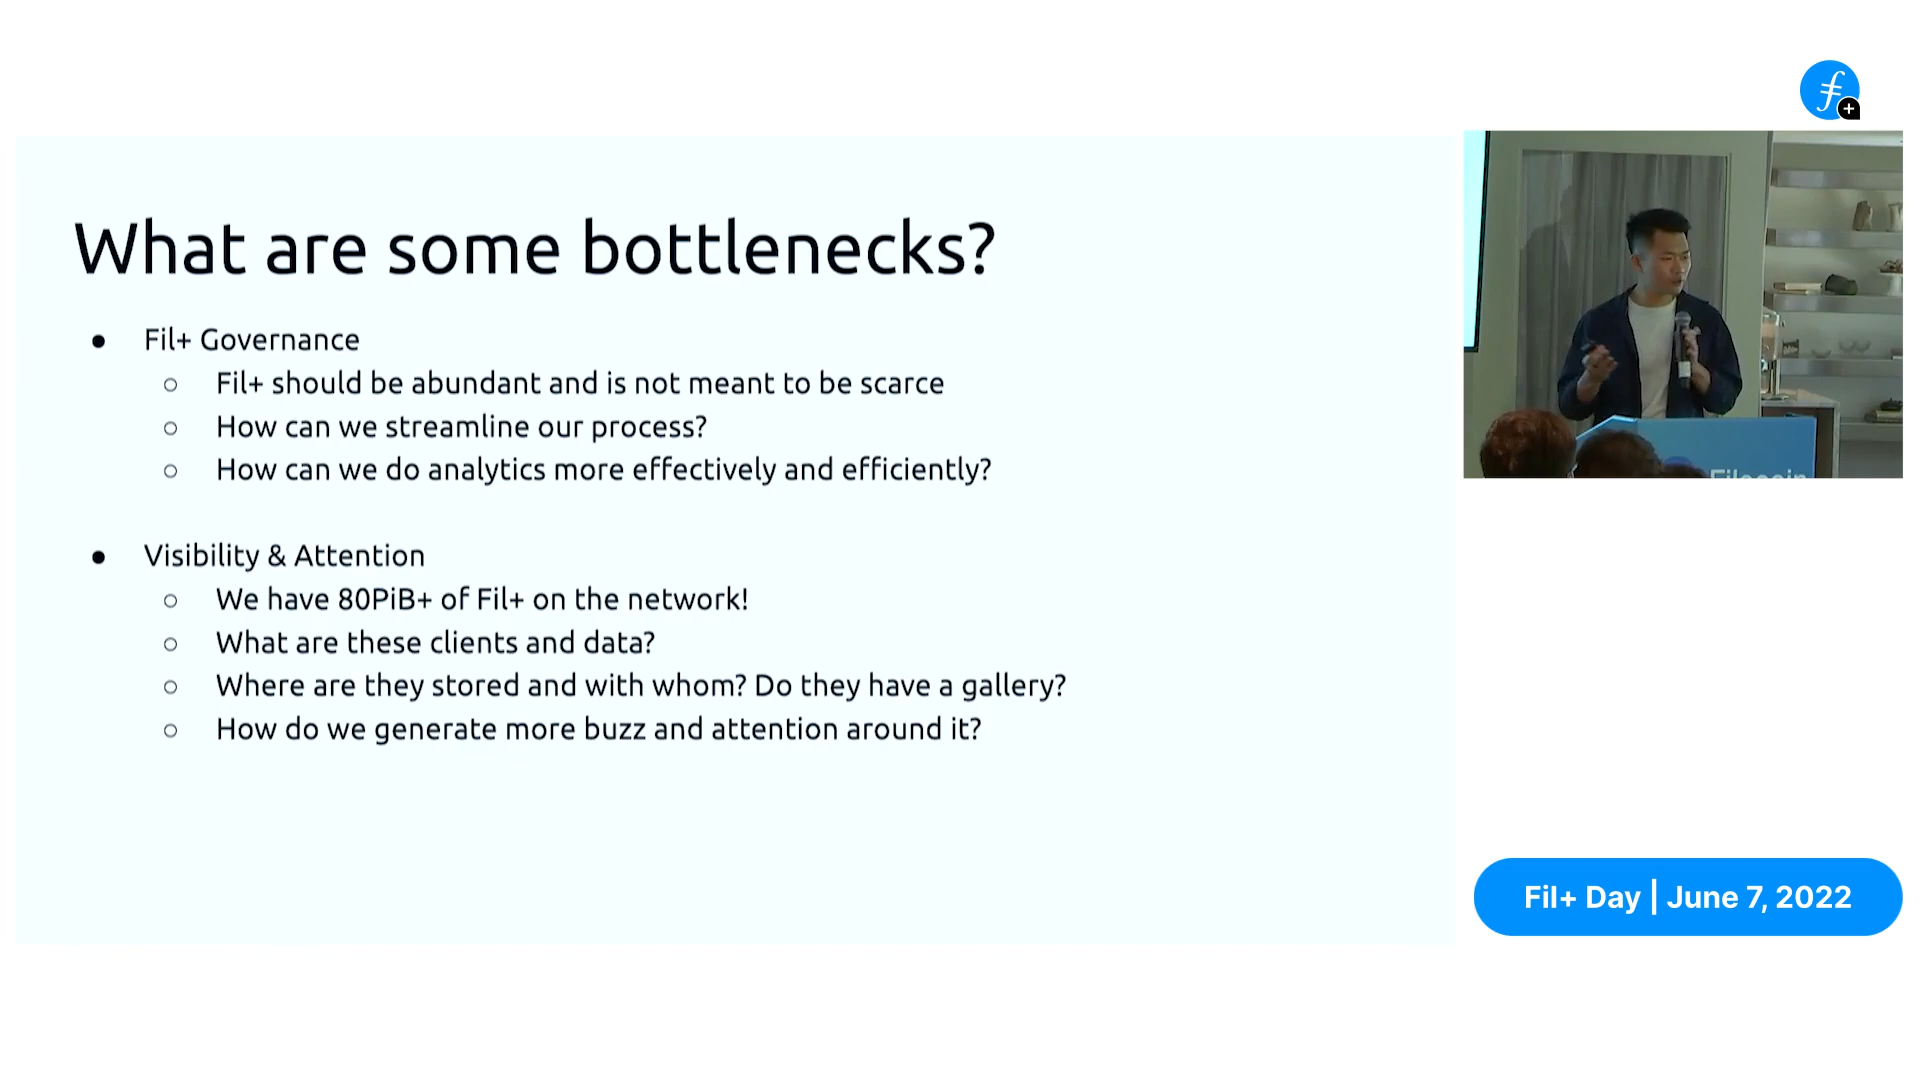 What are some bottlenecks?
● Fil+ Governance
○ Fil+ should be abundant and is not meant to be scarce
○ How can we streamline our process?
○ How can we do analytics more effectively and efficiently?
● Visibility & Attention
○ We have 80PiB+ of Fil+ on the network!
○ What are these clients and data?
○ Where are they stored and with whom? Do they have a gallery?
○ How do we generate more buzz and attention around it?
Filecoin
Fil+ Day | June 7, 2022